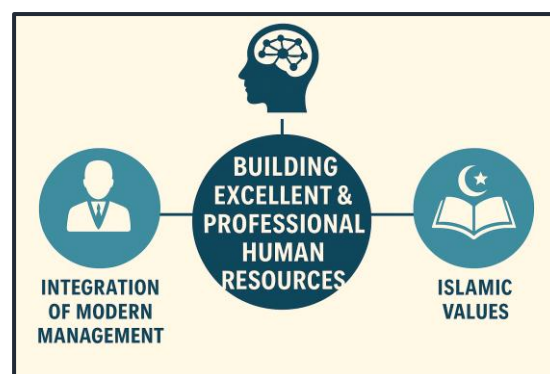 BUILDING
EXCELLENT &
PROFESSIONAL
HUMAN
RESOURCES
INTEGRATION
OF MODERN
MANAGEMENT
ISLAMIC
VALUES